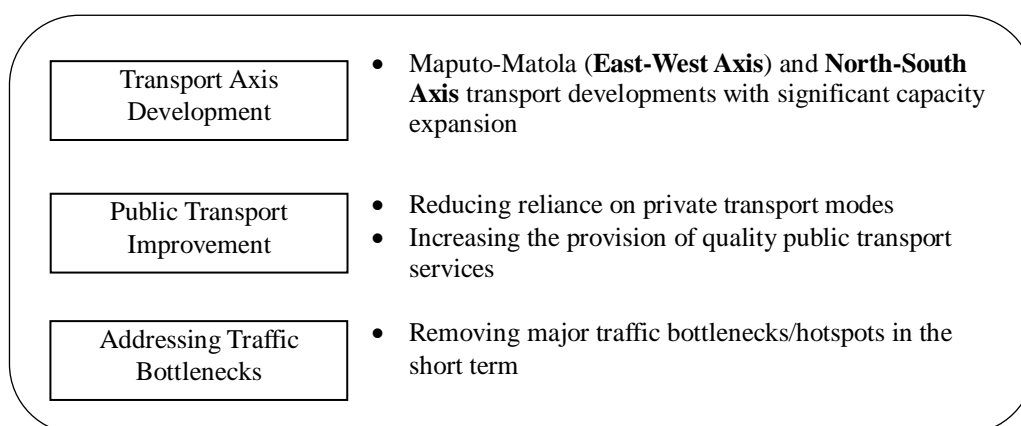 Transport Axis
Development
• Maputo-Matola (East-West Axis) and North-South
Axis transport developments with significant capacity
expansion
Public Transport
Improvement
• Reducing reliance on private transport modes
• Increasing the provision of quality public transport
services
Addressing Traffic
Bottlenecks
• Removing major traffic bottlenecks/hotspots in the
short term